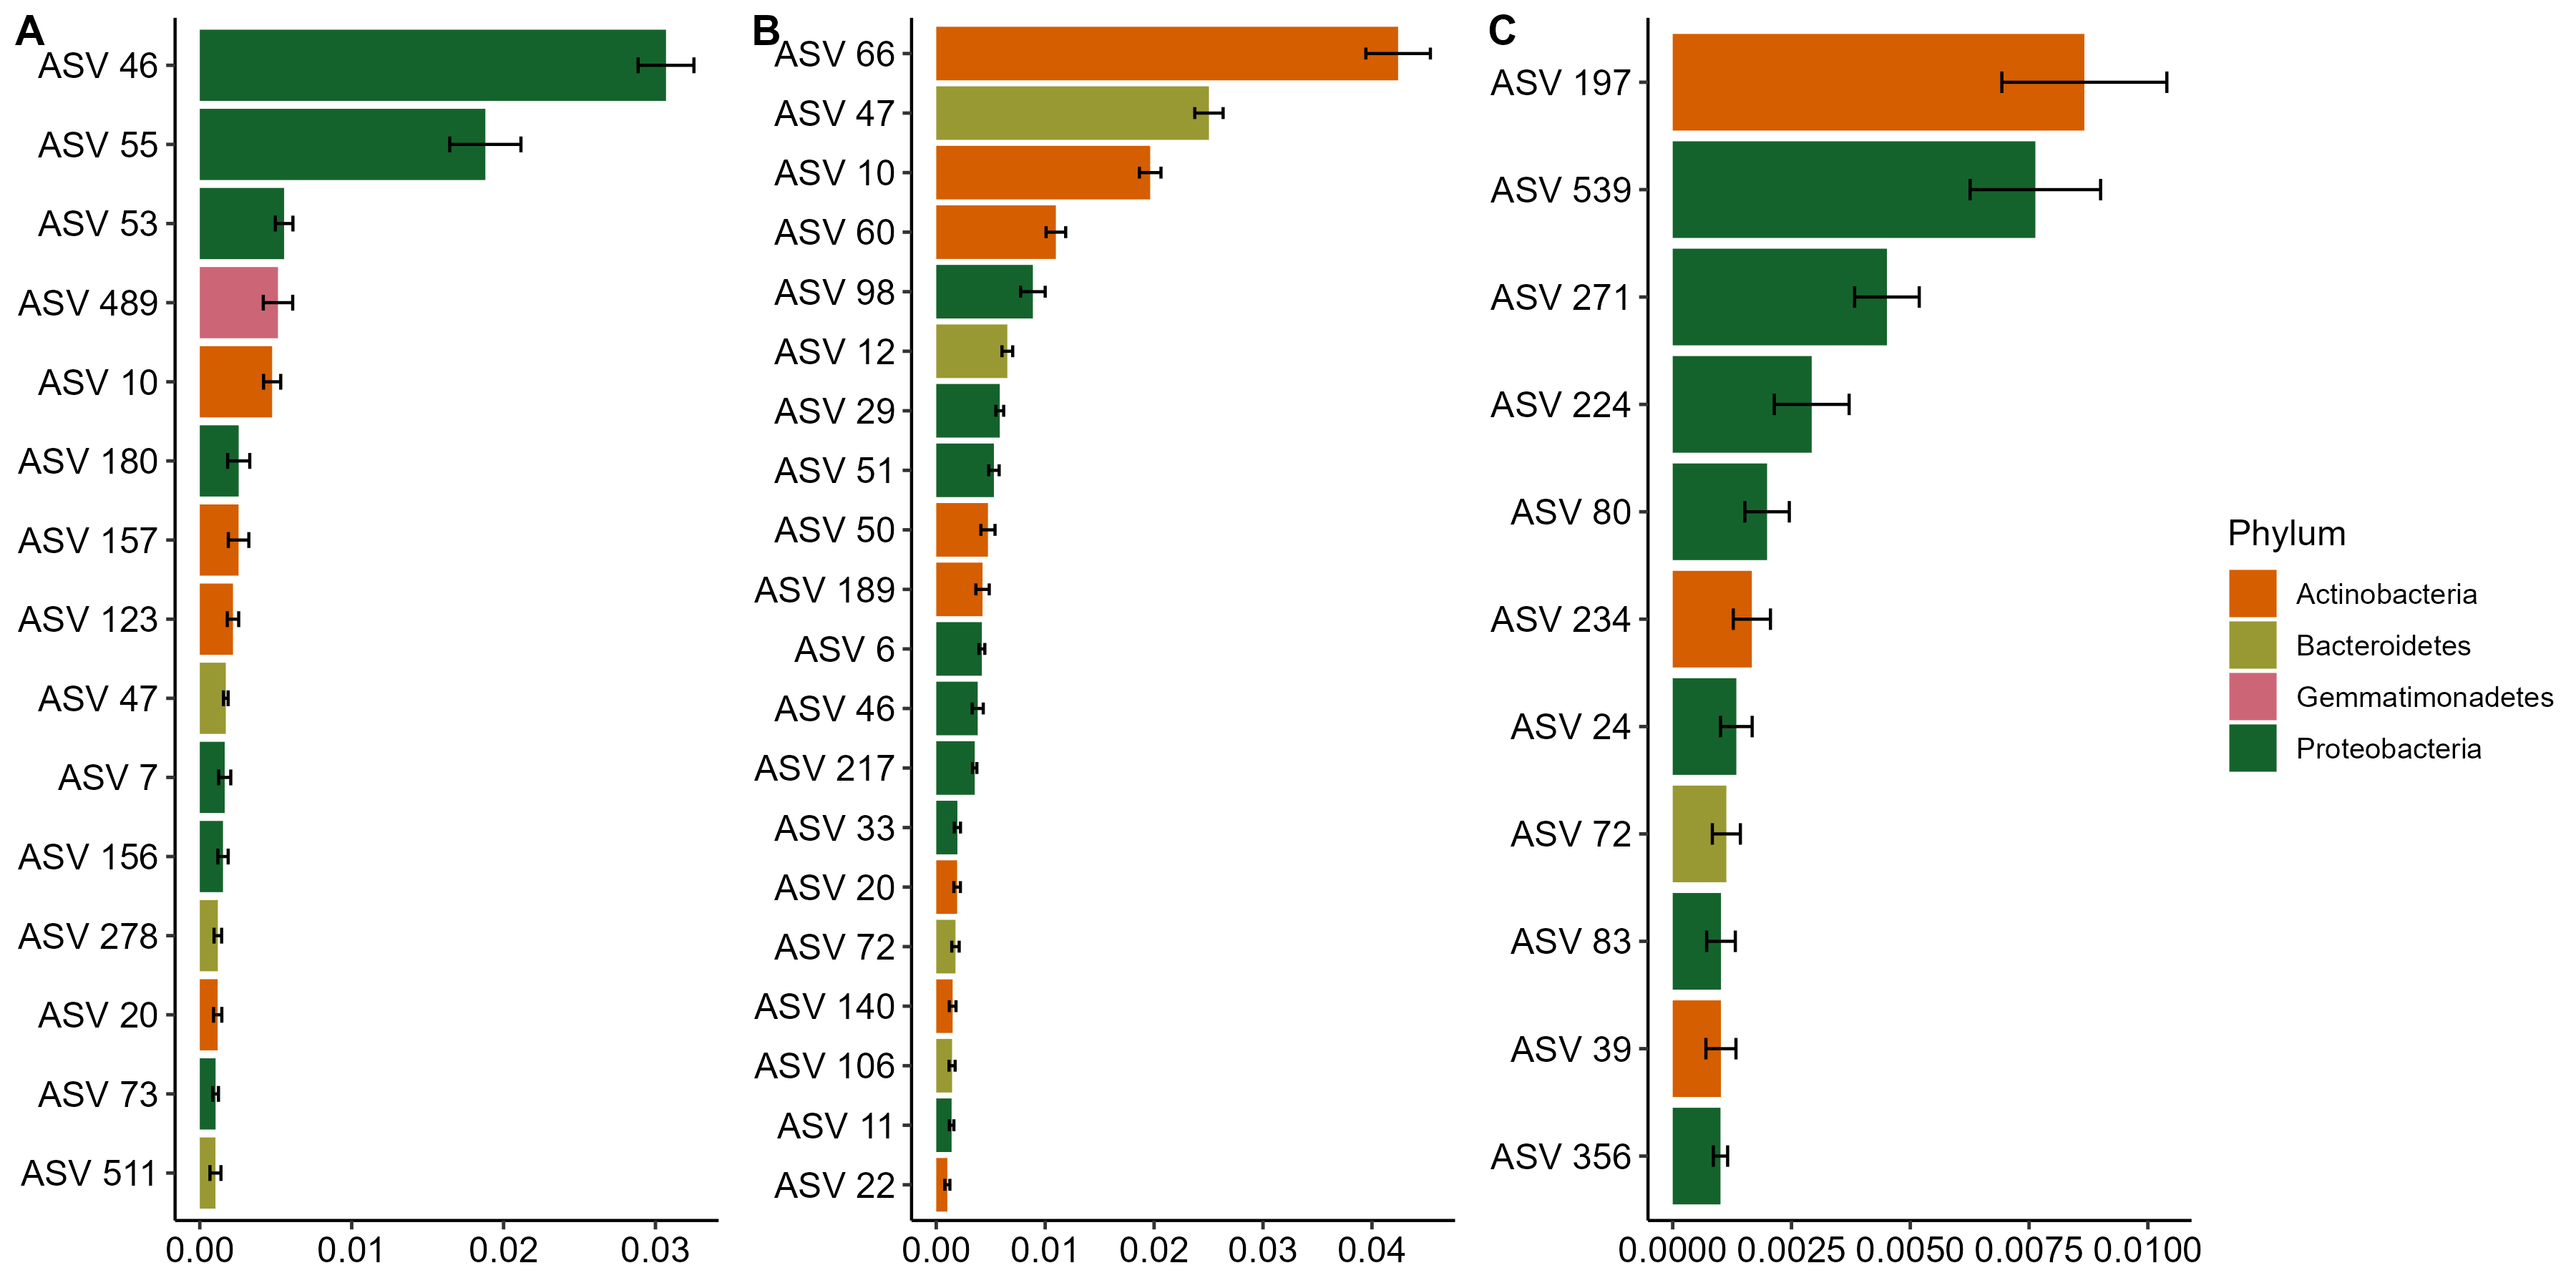 A
ASV 46
ASV 55
ASV 53
ASV 489
ASV 10
ASV 180
ASV 157
ASV 123
ASV 47
ASV 7
ASV 156
ASV 278
ASV 20
ASV 73
ASV 511
0.00 0.01 0.02 0.03
B
ASV 66
ASV 47
ASV 10
ASV 60
ASV 98
ASV 12
ASV 29
ASV 51
ASV 50
ASV 189
ASV 6
ASV 46
ASV 217
ASV 33
ASV 20
ASV 72
ASV 140
ASV 106
ASV 11
ASV 22
0.00 0.01 0.02 0.03 0.04
C
ASV 197
ASV 539
ASV 271
ASV 224
ASV 80
ASV 234
ASV 24
ASV 72
ASV 83
ASV 39
ASV 356
0.0000 0.0025 0.0050 0.0075 0.0100
Phylum
Actinobacteria
Bacteroidetes
Gemmatimonadetes
Proteobacteria